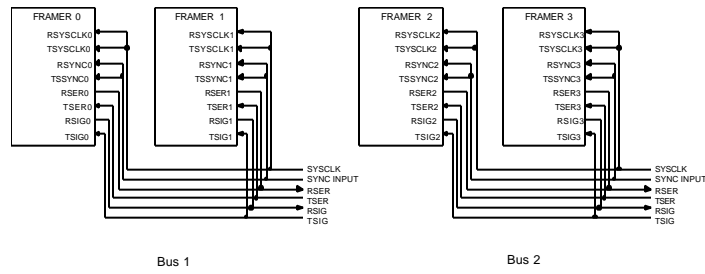 FRAMER 0
RSYSCLK0
TSYSCLK0
RSYNC0
TSSYNC0
RSER0
TSER0
RSIG0
TSIG0
FRAMER 1
RSYSCLK1
TSYSCLK1
RSYNC1
TSSYNC1
RSER1
TSER1
RSIG1
TSIG1
SYSCLK
SYNC INPUT
RSER
TSER
RSIG
TSIG
Bus 1
FRAMER 2
RSYSCLK2
TSYSCLK2
RSYNC2
TSSYNC2
RSER2
TSER2
RSIG2
TSIG2
FRAMER 3
RSYSCLK3
TSYSCLK3
RSYNC3
TSSYNC3
RSER3
TSER3
RSIG3
TSIG3
SYSCLK
SYNC INPUT
RSER
TSER
RSIG
TSIG
Bus 2